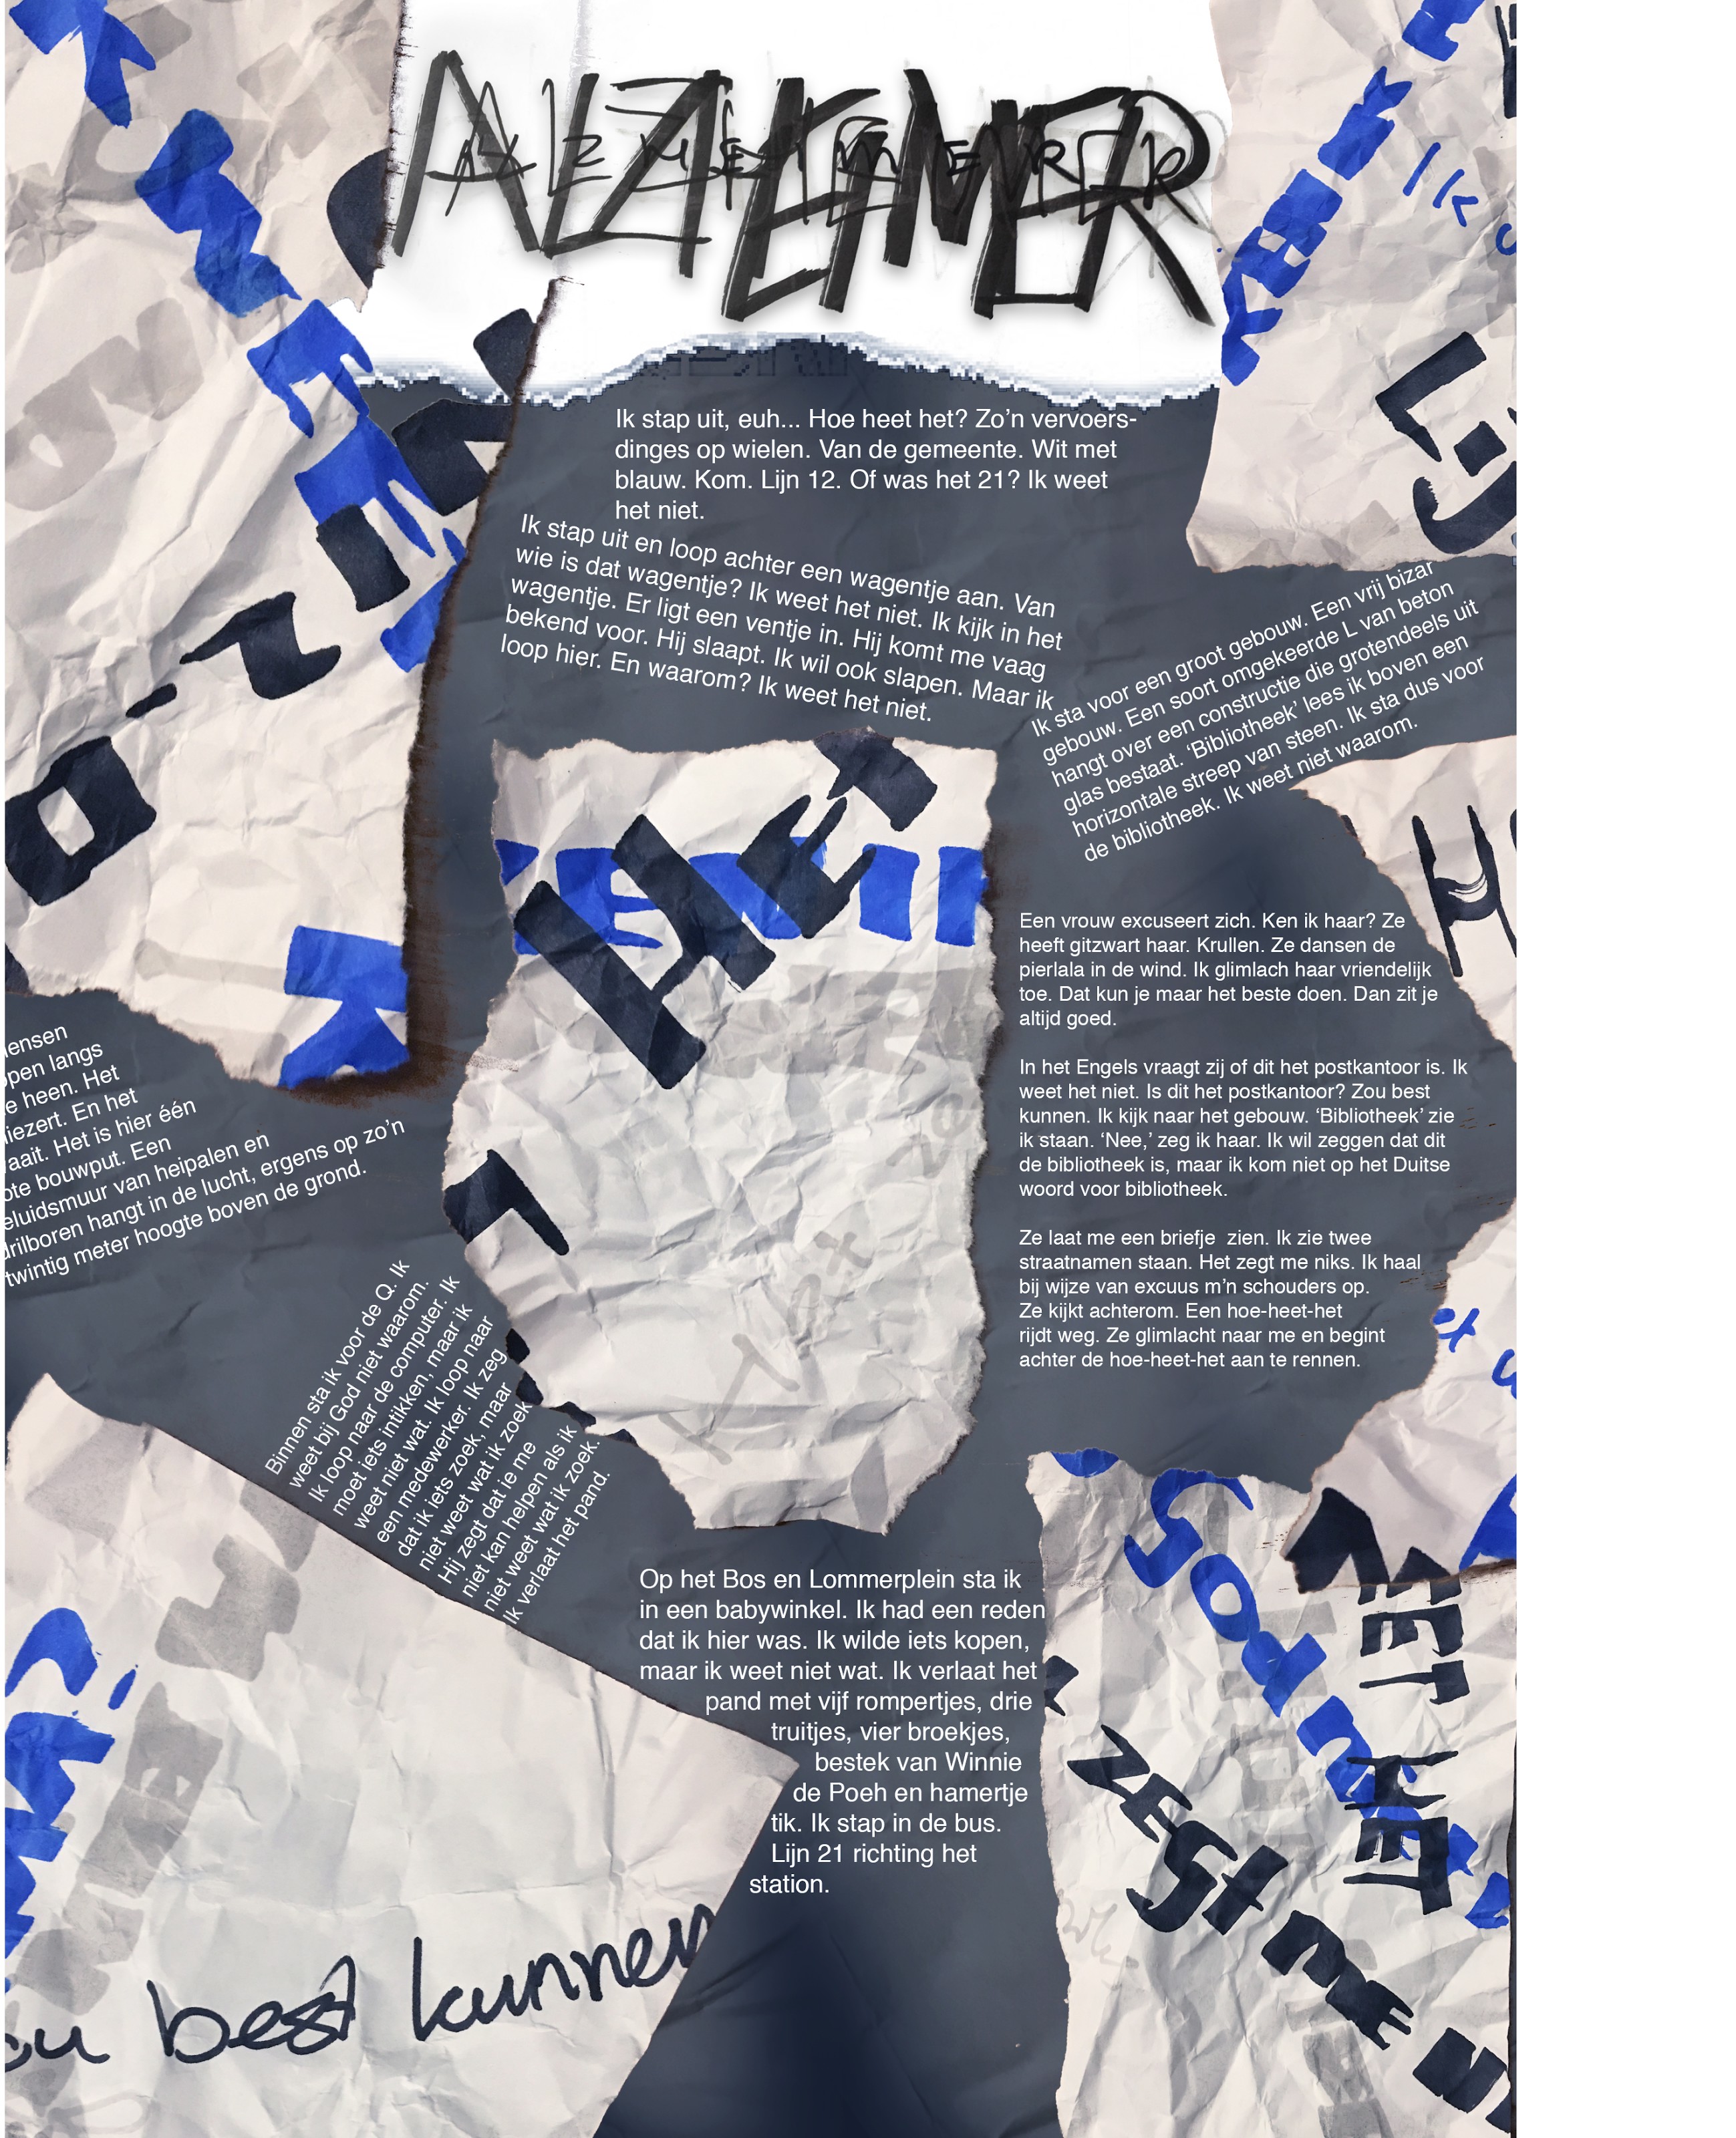 ALZHEIMER
Ik stap uit, euh... Hoe heet het? Zo’n vervoers-
dinges op wielen. Van de gemeente. Wit met
blauw. Kom. Lijn 12. Of was het 21? Ik weet
het niet.
Ik stap uit en loop achter een wagentje aan. Van
wie is dat wagentje? Ik weet het niet. Ik kijk in het
wagentje. Er ligt een ventje in. Hij komt me vaag
bekend voor. Hij slaapt. Ik wil ook slapen. Maar ik
loop hier. En waarom? Ik weet het niet.
Ik sta voor een groot gebouw. Een vrij bizar
gebouw. Een soort omgekeerde L van beton
hangt over een constructie die grotendeels uit
glas bestaat. ‘Bibliotheek’ lees ik boven een
horizontale streep van steen. Ik sta dus voor
de bibliotheek. Ik weet niet waarom.
HET
Een vrouw excuseert zich. Ken ik haar? Ze
heeft gitzwart haar. Krullen. Ze dansen de
pierlala in de wind. Ik glimlach haar vriendelijk
toe. Dat kun je maar het beste doen. Dan zit je
altijd goed.
In het Engels vraagt zij of dit het postkantoor is. Ik
weet het niet. Is dit het postkantoor? Zou best
kunnen. Ik kijk naar het gebouw. ‘Bibliotheek’ zie
ik staan. ‘Nee,’ zeg ik haar. Ik wil zeggen dat dit
de bibliotheek is, maar ik kom niet op het Duitse
woord voor bibliotheek.
Ze laat me een briefje  zien. Ik zie twee
straatnamen staan. Het zegt me niks. Ik haal
bij wijze van excuus m’n schouders op.
Ze kijkt achterom. Een hoe-heet-het
rijdt weg. Ze glimlacht naar me en begint
achter de hoe-heet-het aan te rennen.
ensen
open langs
e heen. Het
iezert. En het
aait. Het is hier één
ote bouwput. Een
eluidsmuur van heipalen en
drilboren hangt in de lucht, ergens op zo’n
twintig meter hoogte boven de grond.
Binnen sta ik voor de Q. Ik
weet bij God niet waarom.
Ik loop naar de computer. Ik
moet iets intikken, maar ik
weet niet wat. Ik loop naar
een medewerker. Ik zeg
dat ik iets zoek, maar
niet weet wat ik zoek
Hij zegt dat ie me
niet kan helpen als ik
niet weet wat ik zoek.
Ik verlaat het pand.
Op het Bos en Lommerplein sta ik
in een babywinkel. Ik had een reden
dat ik hier was. Ik wilde iets kopen,
maar ik weet niet wat. Ik verlaat het
pand met vijf rompertjes, drie
truitjes, vier broekjes,
bestek van Winnie
de Poeh en hamertje
tik. Ik stap in de bus.
Lijn 21 richting het
station.
best kunnen
HET